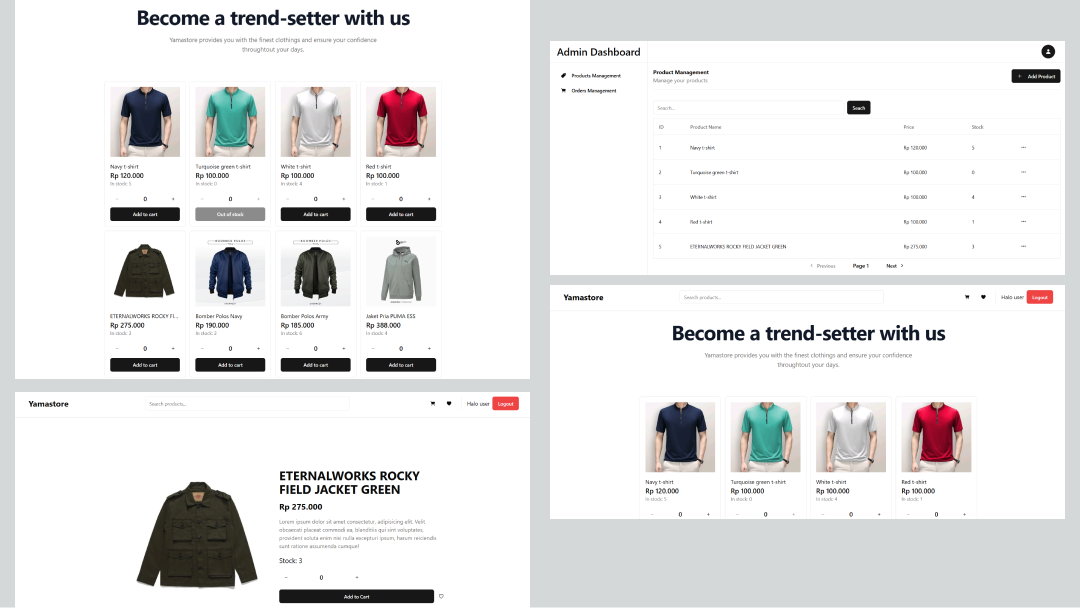 Become a trend-setter with us
Yamastore provides you with the finest clothings and ensure your confidence
throughtout your days.
Navy t-shirt
Rp 120.000
In stock: 5
− 0 +
Add to cart
Turquoise green t-shirt
Rp 100.000
In stock: 0
− 0 +
Out of stock
White t-shirt
Rp 100.000
In stock: 4
− 0 +
Add to cart
Red t-shirt
Rp 100.000
In stock: 1
− 0 +
Add to cart
ETERNALWORKS ROCKY FI...
Rp 275.000
In stock: 3
− 0 +
Add to cart
BOMBER POLOS
Bomber Polos Navy
Rp 190.000
− 0 +
Add to cart
BOMBER POLOS
Bomber Polos Army
Rp 185.000
In stock: 6
− 0 +
Add to cart
Jaket Pria PUMA ESS
Rp 388.000
In stock: 4
− 0 +
Add to cart
Yamastore
Search products...
Halo user
Logout
ETERNALWORKS ROCKY
FIELD JACKET GREEN
Rp 275.000
Lorem ipsum dolor sit amet consectetur, adipisicing elit. Velit
obcaecati placeat commodi ea, blanditiis qui sint voluptates,
provident soluta enim nic nulla excepturi ipsum, harum reiciendis
sunt ratione assumenda cumque!
Stock: 3
− 0 +
Add to Cart
Admin Dashboard
Products Management
Orders Management
Product Management
Manage your products
+ Add Product
Search...
Seach
ID Product Name Price Stock
1 Navy t-shirt Rp 120.000 5 ...
2 Turquoise green t-shirt Rp 100.000 0 ...
3 White t-shirt Rp 100.000 4 ...
4 Red t-shirt Rp 100.000 1 ...
5 ETERNALWORKS ROCKY FIELD JACKET GREEN Rp 275.000 3 ...
‹ Previous Page 1 Next ›
Yamastore
Search products...
Halo user
Logout
Become a trend-setter with us
Yamastore provides you with the finest clothings and ensure your confidence
throughtout your days.
Navy t-shirt
Rp 120.000
In stock: 5
− 0 +
Turquoise green t-shirt
Rp 100.000
In stock: 0
− 0 +
White t-shirt
Rp 100.000
In stock: 4
− 0 +
Red t-shirt
Rp 100.000
In stock: 1
− 0 +